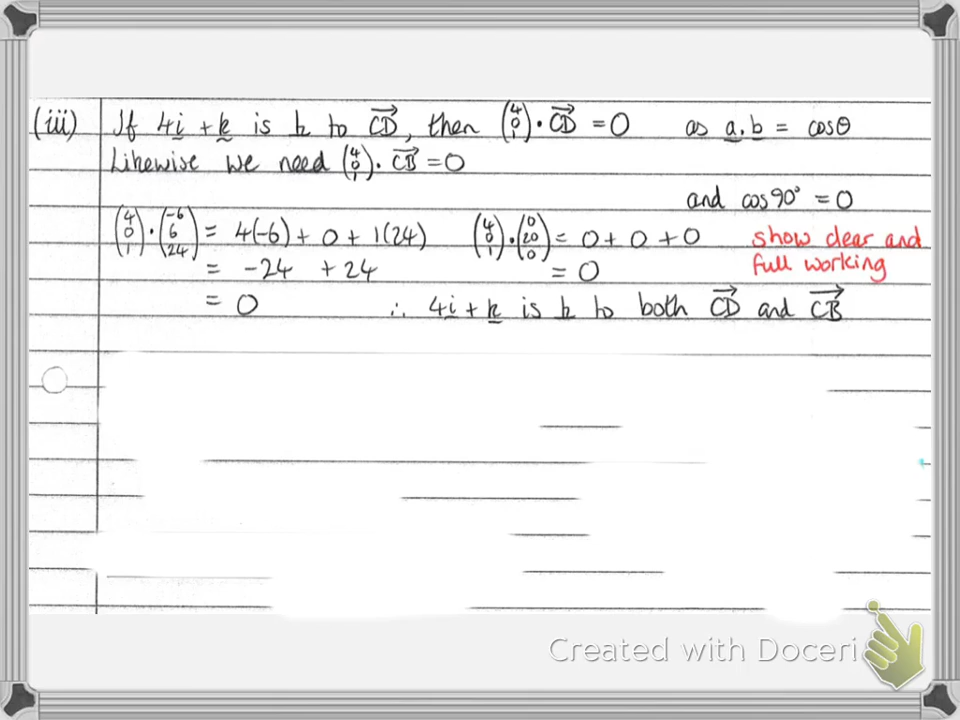 (iii) If 4i + k is h to →CD, then (4 0 1) · →CD = 0 as a.b = cosθ
Likewise we need (4 0 1) · →CB = 0
and cos90° = 0
(4 0 1) · (-6 6 24) = 4(-6) + 0 + 1(24) (4 0 1) · (0 20 0) = 0 + 0 + 0 show clear and
= -24 + 24 = 0 full working
= 0 ∴ 4i + k is h to both →CD and →CB
Created with Doceri